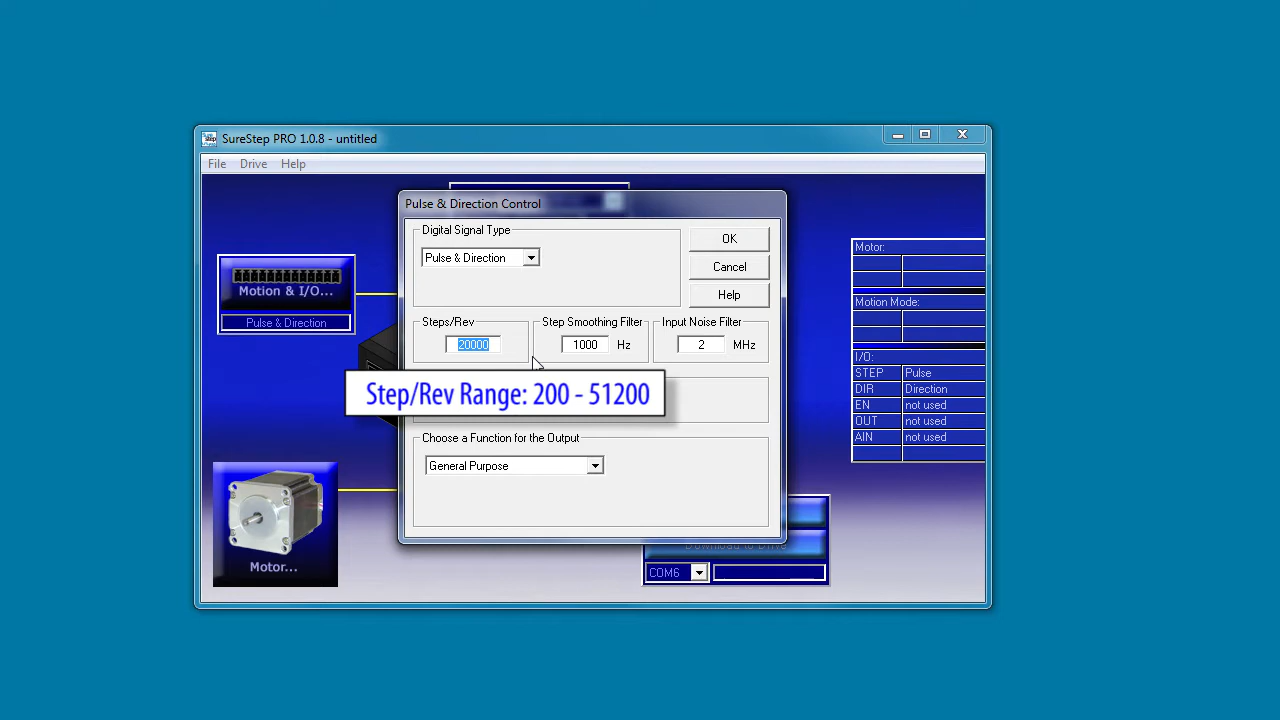 SureStep PRO 1.0.8 - untitled
File Drive Help
Pulse & Direction Control
Digital Signal Type
Pulse & Direction
OK
Cancel
Help
Steps/Rev
20000
Step Smoothing Filter
1000 Hz
Input Noise Filter
2 MHz
Step/Rev Range: 200 - 51200
Choose a Function for the Output
General Purpose
Motion & I/O...
Pulse & Direction
Motor...
Motor:
Motion Mode:
I/O:
STEP Pulse
DIR Direction
EN not used
OUT not used
AIN not used
Download to Drive
COM6